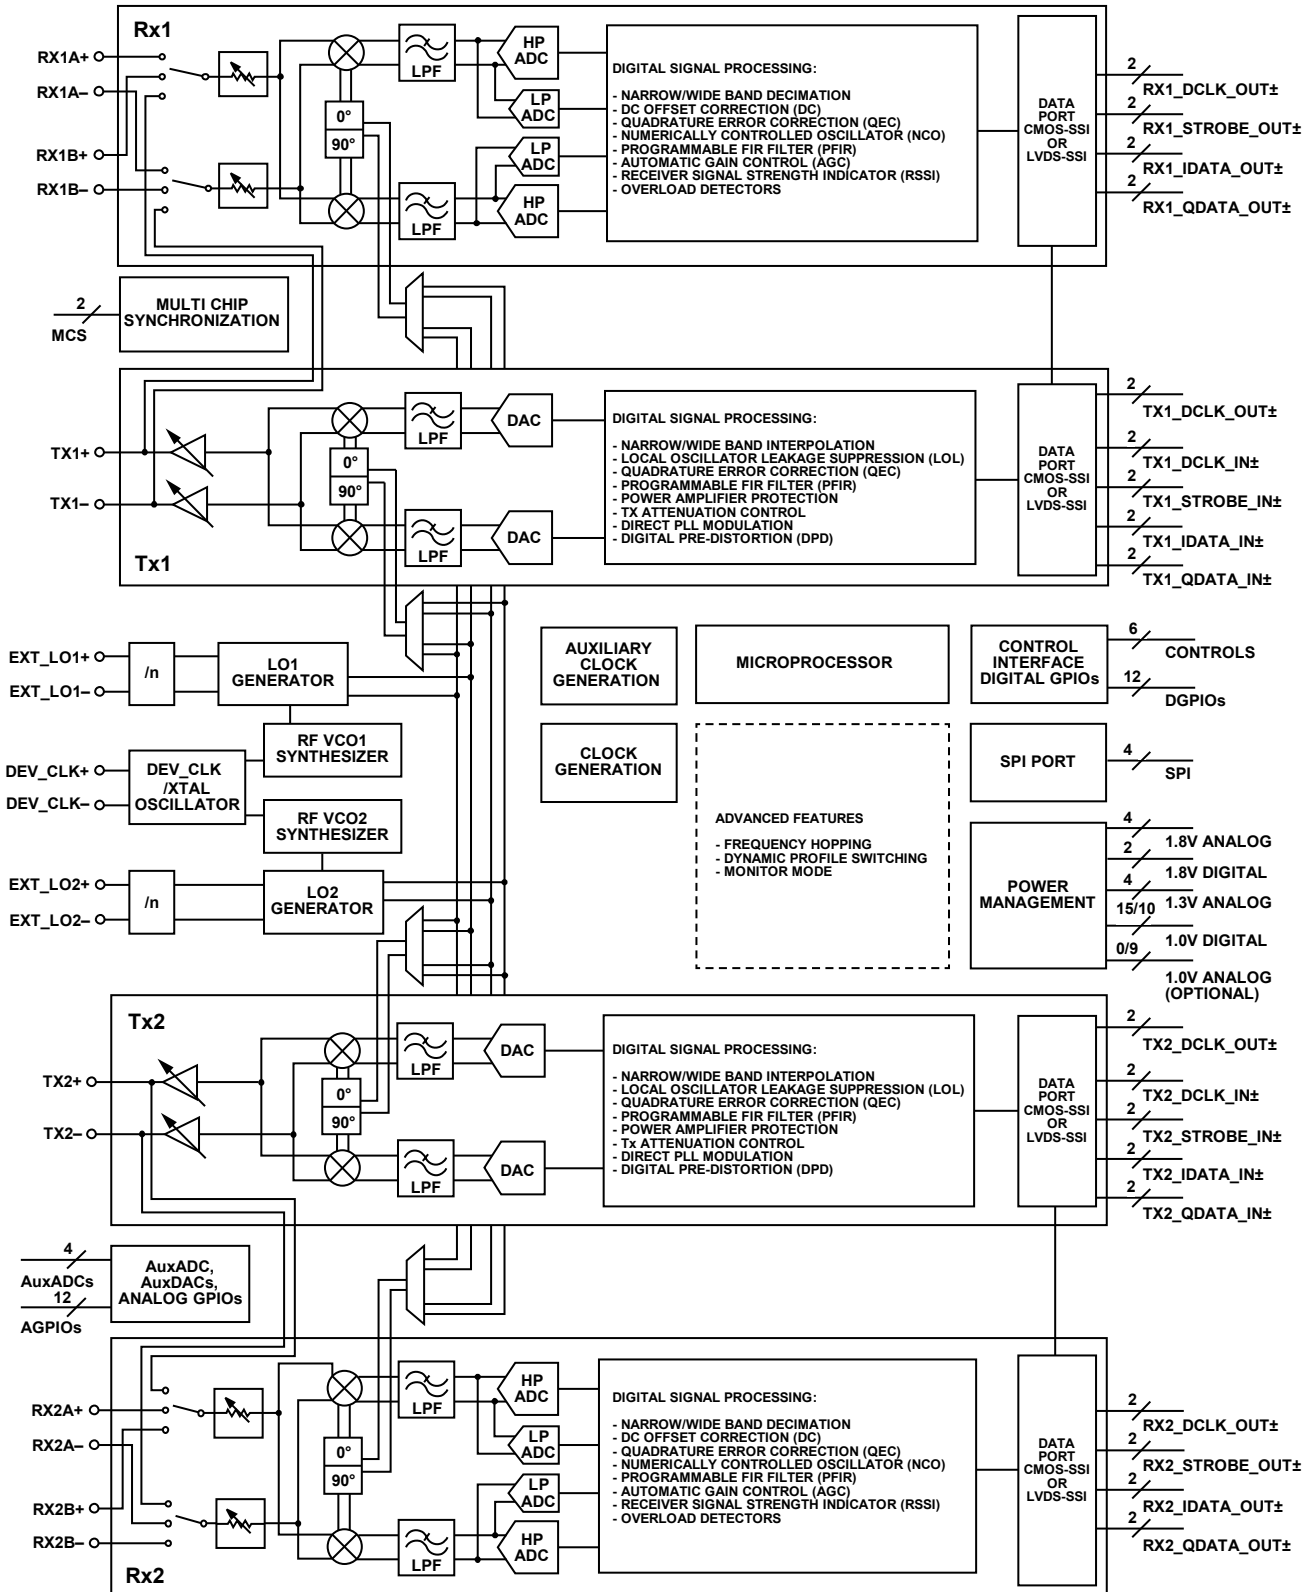 Rx1
RX1A+
RX1A–
RX1B+
RX1B–
LPF
LPF
0°
90°
HP
ADC
LP
ADC
LP
ADC
HP
ADC
DIGITAL SIGNAL PROCESSING:
- NARROW/WIDE BAND DECIMATION
- DC OFFSET CORRECTION (DC)
- QUADRATURE ERROR CORRECTION (QEC)
- NUMERICALLY CONTROLLED OSCILLATOR (NCO)
- PROGRAMMABLE FIR FILTER (PFIR)
- AUTOMATIC GAIN CONTROL (AGC)
- RECEIVER SIGNAL STRENGTH INDICATOR (RSSI)
- OVERLOAD DETECTORS
DATA
PORT
CMOS-SSI
OR
LVDS-SSI
2
RX1_DCLK_OUT±
2
RX1_STROBE_OUT±
2
RX1_IDATA_OUT±
2
RX1_QDATA_OUT±
2
MCS
MULTI CHIP
SYNCHRONIZATION
TX1+
TX1–
Tx1
0°
90°
LPF
LPF
DAC
DAC
DIGITAL SIGNAL PROCESSING:
- NARROW/WIDE BAND INTERPOLATION
- LOCAL OSCILLATOR LEAKAGE SUPPRESSION (LOL)
- QUADRATURE ERROR CORRECTION (QEC)
- PROGRAMMABLE FIR FILTER (PFIR)
- POWER AMPLIFIER PROTECTION
- TX ATTENUATION CONTROL
- DIRECT PLL MODULATION
- DIGITAL PRE-DISTORTION (DPD)
DATA
PORT
CMOS-SSI
OR
LVDS-SSI
2
TX1_DCLK_OUT±
2
TX1_DCLK_IN±
2
TX1_STROBE_IN±
2
TX1_IDATA_IN±
2
TX1_QDATA_IN±
EXT_LO1+
EXT_LO1–
/n
LO1
GENERATOR
RF VCO1
SYNTHESIZER
DEV_CLK+
DEV_CLK–
DEV_CLK
/XTAL
OSCILLATOR
RF VCO2
SYNTHESIZER
EXT_LO2+
EXT_LO2–
/n
LO2
GENERATOR
AUXILIARY
CLOCK
GENERATION
MICROPROCESSOR
CLOCK
GENERATION
ADVANCED FEATURES
- FREQUENCY HOPPING
- DYNAMIC PROFILE SWITCHING
- MONITOR MODE
CONTROL
INTERFACE
DIGITAL GPIOs
6
CONTROLS
12
DGPIOs
SPI PORT
4
SPI
POWER
MANAGEMENT
4
1.8V ANALOG
2
1.8V DIGITAL
4
1.3V ANALOG
15/10
1.0V DIGITAL
0/9
1.0V ANALOG
(OPTIONAL)
Tx2
TX2+
TX2–
0°
90°
LPF
LPF
DAC
DAC
DIGITAL SIGNAL PROCESSING:
- NARROW/WIDE BAND INTERPOLATION
- LOCAL OSCILLATOR LEAKAGE SUPPRESSION (LOL)
- QUADRATURE ERROR CORRECTION (QEC)
- PROGRAMMABLE FIR FILTER (PFIR)
- POWER AMPLIFIER PROTECTION
- Tx ATTENUATION CONTROL
- DIRECT PLL MODULATION
- DIGITAL PRE-DISTORTION (DPD)
DATA
PORT
CMOS-SSI
OR
LVDS-SSI
2
TX2_DCLK_OUT±
2
TX2_DCLK_IN±
2
TX2_STROBE_IN±
2
TX2_IDATA_IN±
2
TX2_QDATA_IN±
4
AuxADCs
12
AGPIOs
AuxADC,
AuxDACs,
ANALOG GPIOs
RX2A+
RX2A–
RX2B+
RX2B–
Rx2
0°
90°
LPF
LPF
HP
ADC
LP
ADC
LP
ADC
HP
ADC
DIGITAL SIGNAL PROCESSING:
- NARROW/WIDE BAND DECIMATION
- DC OFFSET CORRECTION (DC)
- QUADRATURE ERROR CORRECTION (QEC)
- NUMERICALLY CONTROLLED OSCILLATOR (NCO)
- PROGRAMMABLE FIR FILTER (PFIR)
- AUTOMATIC GAIN CONTROL (AGC)
- RECEIVER SIGNAL STRENGTH INDICATOR (RSSI)
- OVERLOAD DETECTORS
DATA
PORT
CMOS-SSI
OR
LVDS-SSI
2
RX2_DCLK_OUT±
2
RX2_STROBE_OUT±
2
RX2_IDATA_OUT±
2
RX2_QDATA_OUT±